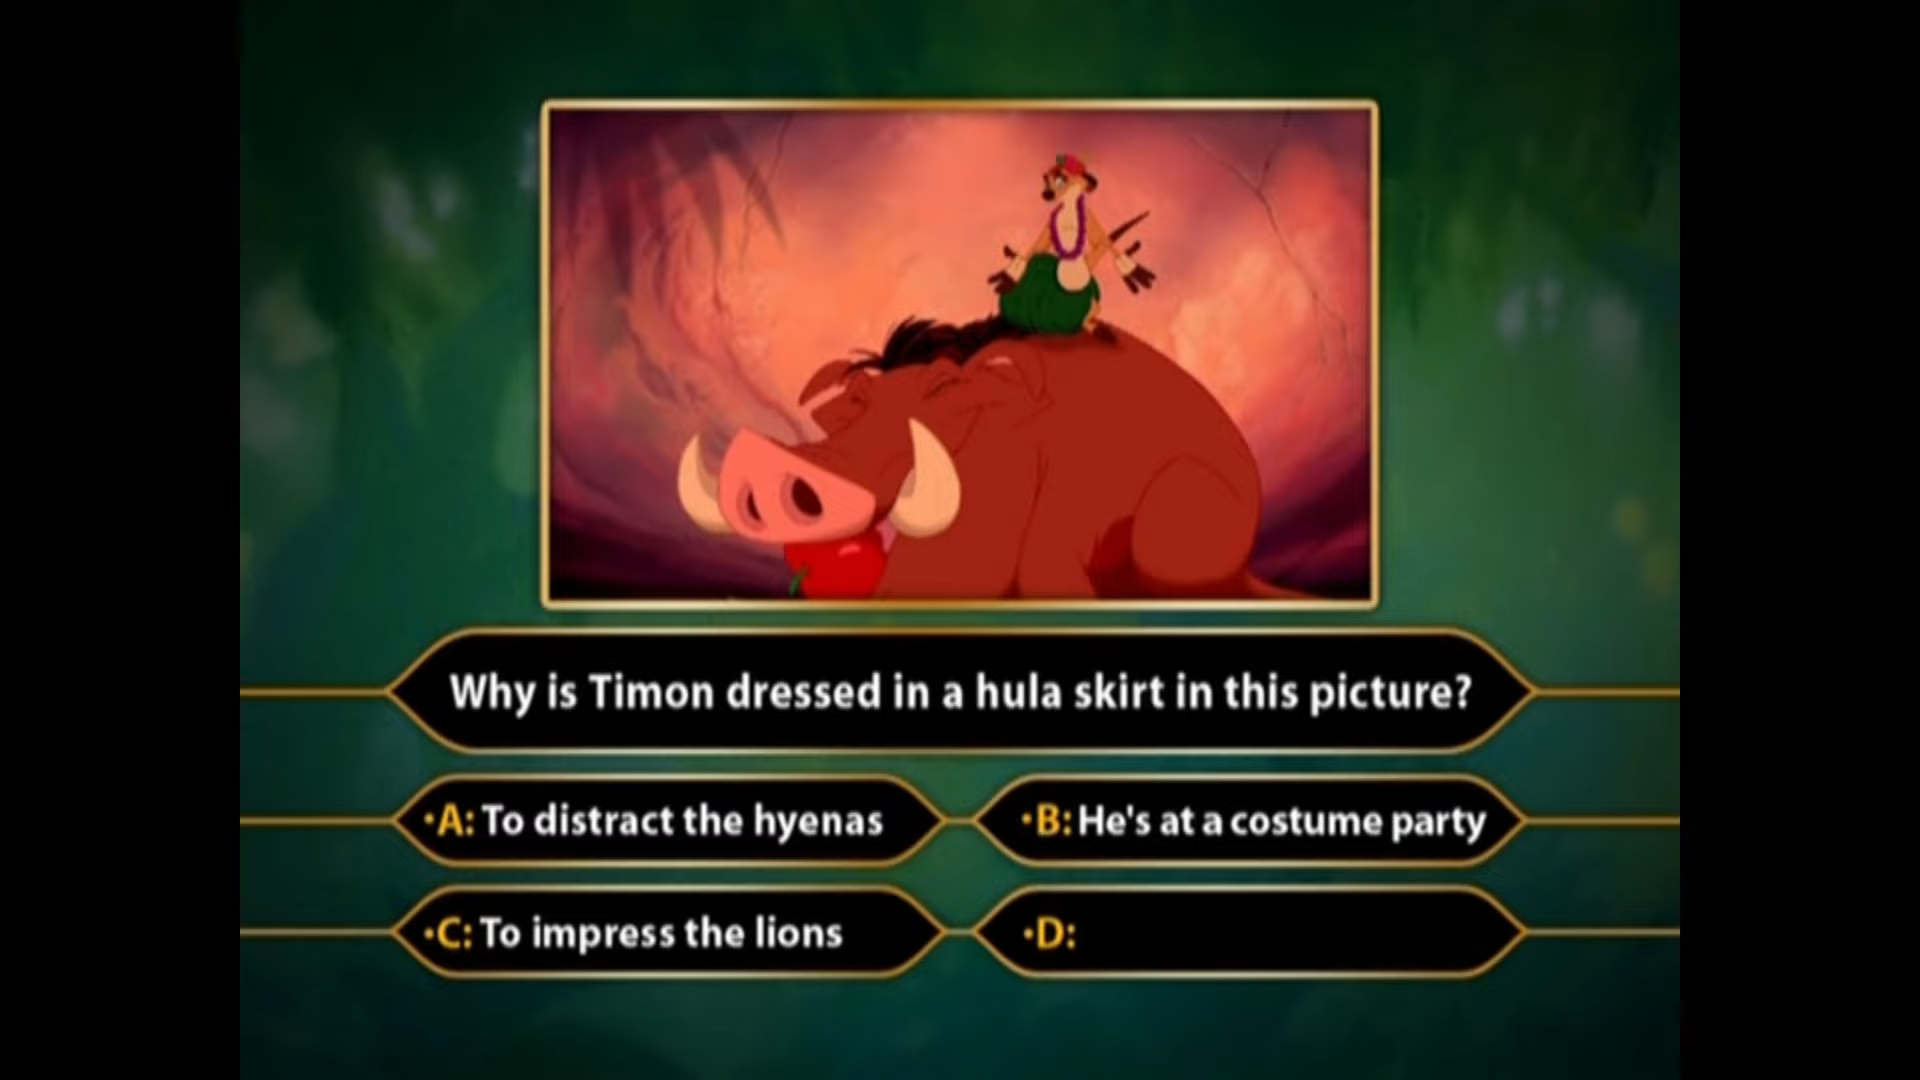 Why is Timon dressed in a hula skirt in this picture?
•A: To distract the hyenas
•B: He's at a costume party
•C: To impress the lions
•D: